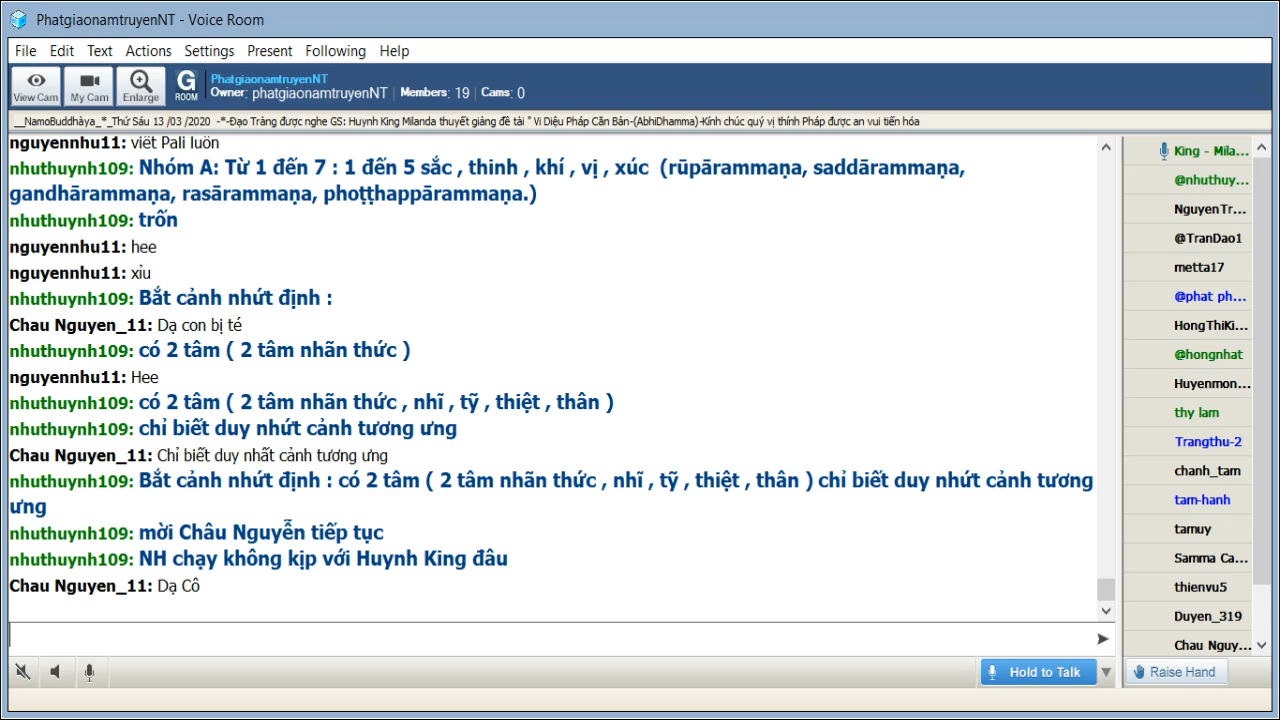 PhatgiaonamtruyenNT - Voice Room
File Edit Text Actions Settings Present Following Help
View Cam My Cam Enlarge G ROOM
PhatgiaonamtruyenNT
Owner: phatgiaonamtruyenNT | Members: 19 | Cams: 0
__NamoBuddhàya_*_Thứ Sáu 13 /03 /2020 -*-Đạo Tràng được nghe GS: Huynh King Milanda thuyết giảng đề tài " Vi Diệu Pháp Căn Bản-(AbhiDhamma)-Kính chúc quý vị thính Pháp được an vui tiến hóa
nguyennhu11: viết Pali luôn
nhuthuynh109: Nhóm A: Từ 1 đến 7 : 1 đến 5 sắc , thinh , khí , vị , xúc (rūpārammaṇa, saddārammaṇa,
gandhārammaṇa, rasārammaṇa, phoṭṭhappārammaṇa.)
nhuthuynh109: trốn
nguyennhu11: hee
nguyennhu11: xỉu
nhuthuynh109: Bắt cảnh nhứt định :
Chau Nguyen_11: Dạ con bị té
nhuthuynh109: có 2 tâm ( 2 tâm nhãn thức )
nguyennhu11: Hee
nhuthuynh109: có 2 tâm ( 2 tâm nhãn thức , nhĩ , tỹ , thiệt , thân )
nhuthuynh109: chỉ biết duy nhứt cảnh tương ưng
Chau Nguyen_11: Chỉ biết duy nhất cảnh tương ưng
nhuthuynh109: Bắt cảnh nhứt định : có 2 tâm ( 2 tâm nhãn thức , nhĩ , tỹ , thiệt , thân ) chỉ biết duy nhứt cảnh tương
ưng
nhuthuynh109: mời Châu Nguyễn tiếp tục
nhuthuynh109: NH chạy không kịp với Huynh King đâu
Chau Nguyen_11: Dạ Cô
King - Mila...
@nhuthuy...
NguyenTr...
@TranDao1
metta17
@phat ph...
HongThiKi...
@hongnhat
Huyenmon...
thy lam
Trangthu-2
chanh_tam
tam-hanh
tamuy
Samma Ca...
thienvu5
Duyen_319
Chau Nguy...
Hold to Talk
Raise Hand